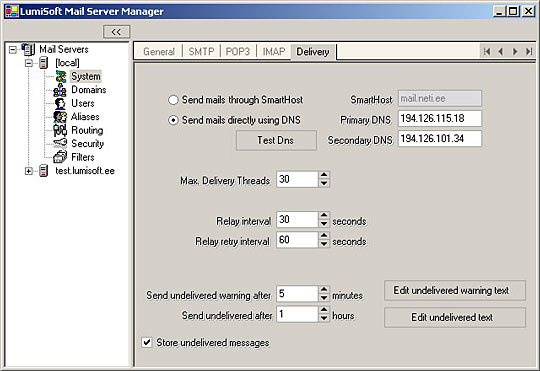 LumiSoft Mail Server Manager
<<
Mail Servers
[local]
System
Domains
Users
Aliases
Routing
Security
Filters
test.lumisoft.ee
General SMTP POP3 IMAP Delivery
Send mails through SmartHost SmartHost mail.neti.ee
Send mails directly using DNS Primary DNS 194.126.115.18
Test Dns Secondary DNS 194.126.101.34
Max. Delivery Threads 30
Relay interval 30 seconds
Relay retry interval 60 seconds
Send undelivered warning after 5 minutes Edit undelivered warning text
Send undelivered after 1 hours Edit undelivered text
Store undelivered messages